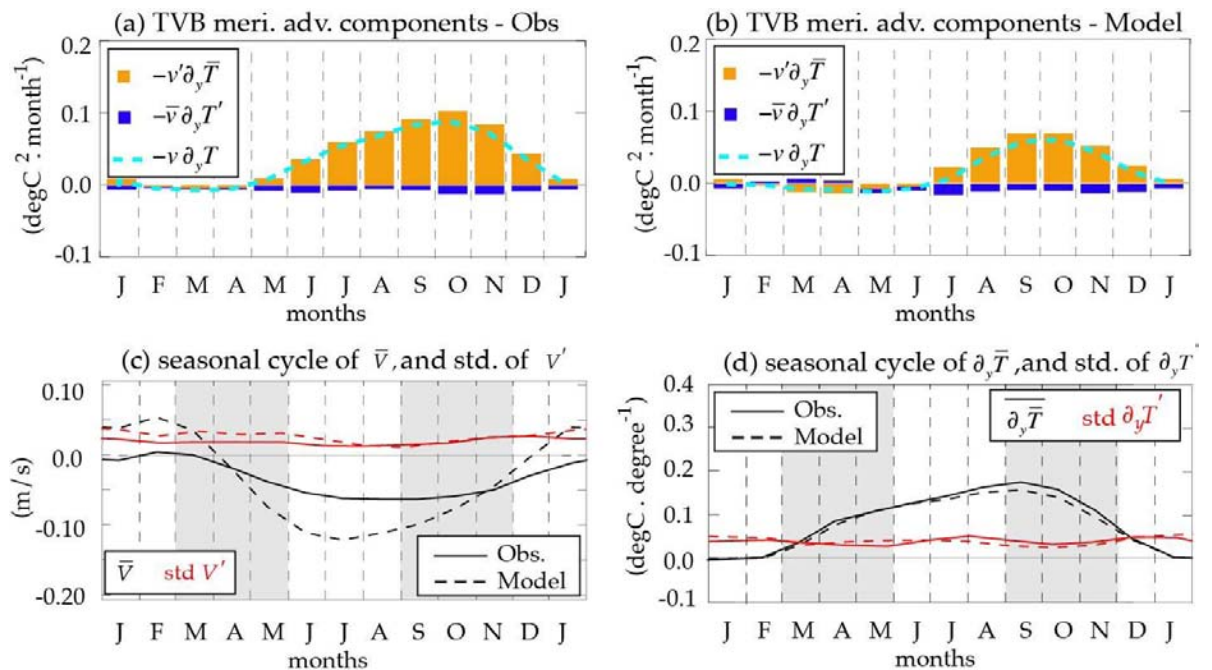 (a) TVB meri. adv. components - Obs
0.2
0.1
0.0
-0.1
(degC ². month⁻¹)
−v′∂yT̅
−v̅ ∂yT′
−v ∂yT
J F M A M J J A S O N D J
months
(b) TVB meri. adv. components - Model
0.2
0.1
0.0
-0.1
(degC ². month⁻¹)
−v′∂yT̅
−v̅ ∂yT′
−v ∂yT
J F M A M J J A S O N D J
months
(c) seasonal cycle of V̅, and std. of V′
0.10
0.0
-0.10
-0.20
(m/s)
V̅ std V′
Obs.
Model
J F M A M J J A S O N D J
months
(d) seasonal cycle of ∂yT̅, and std. of ∂yT′
0.4
0.3
0.2
0.1
0.0
-0.1
(degC . degree⁻¹)
Obs.
Model
∂yT̅ std ∂yT′
J F M A M J J A S O N D J
months